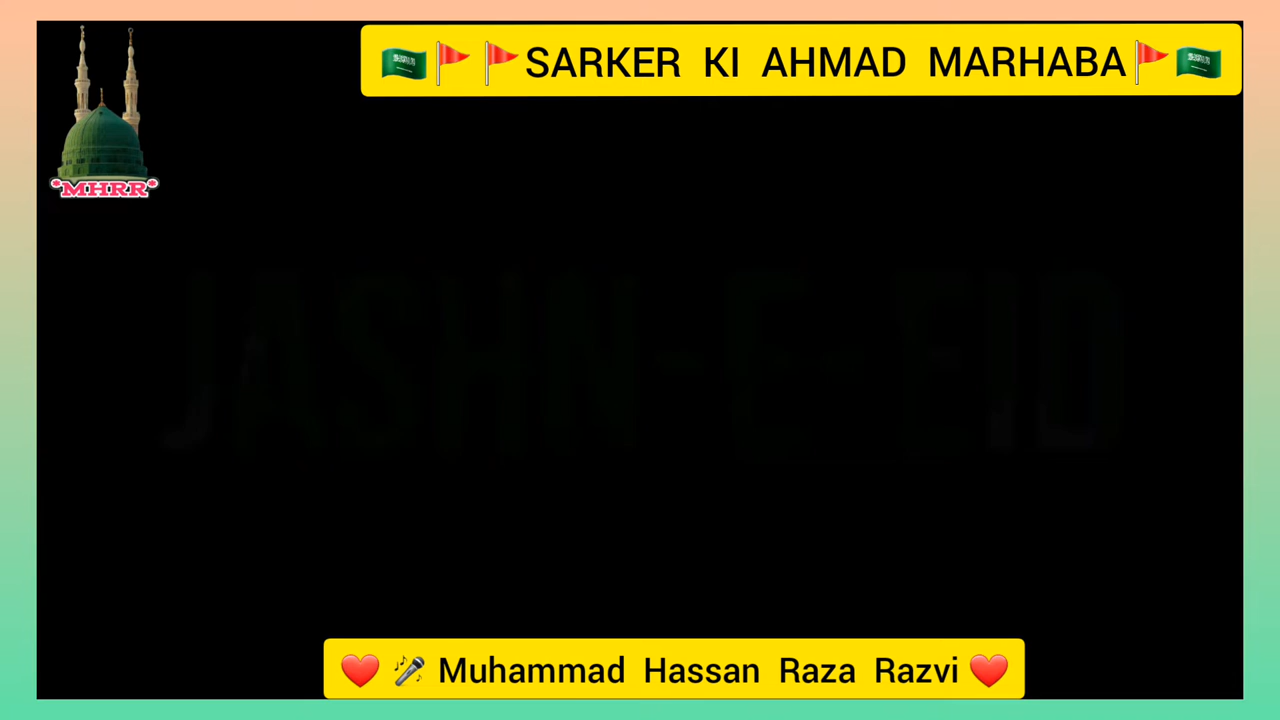 🇸🇦🚩 🚩SARKER KI AHMAD MARHABA🚩🇸🇦
*MHRR*
JASHN-E-EID
❤️ 🎤 Muhammad Hassan Raza Razvi ❤️